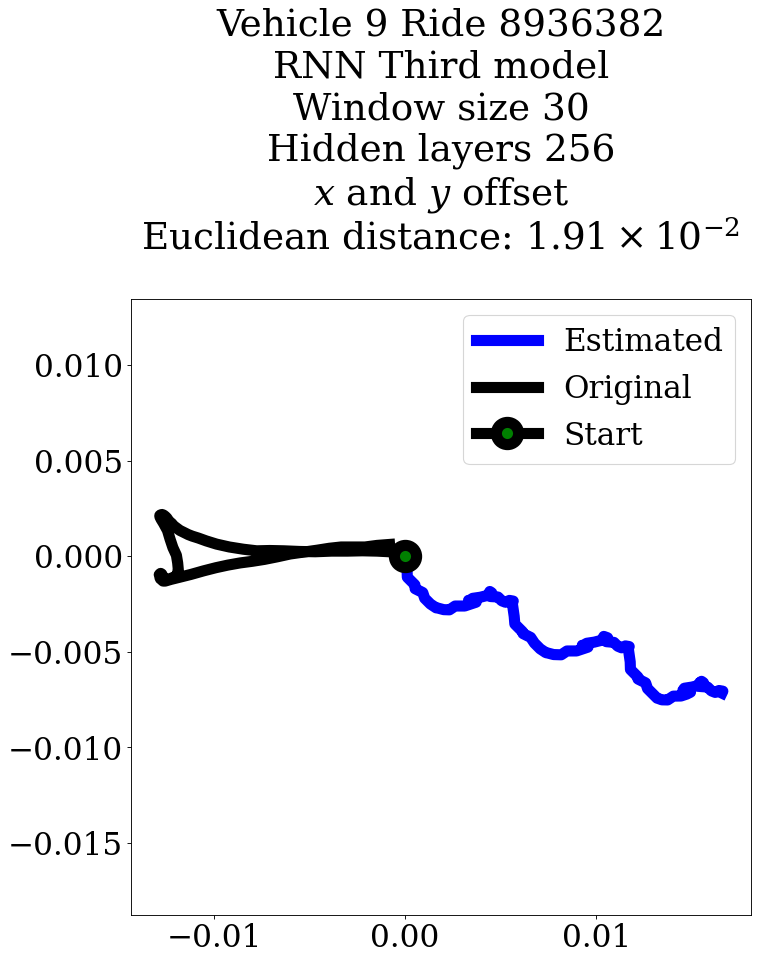 Vehicle 9 Ride 8936382
RNN Third model
Window size 30
Hidden layers 256
x and y offset
Euclidean distance: 1.91 × 10⁻²
Estimated
Original
Start
0.010
0.005
0.000
−0.005
−0.010
−0.015
−0.01
0.00
0.01